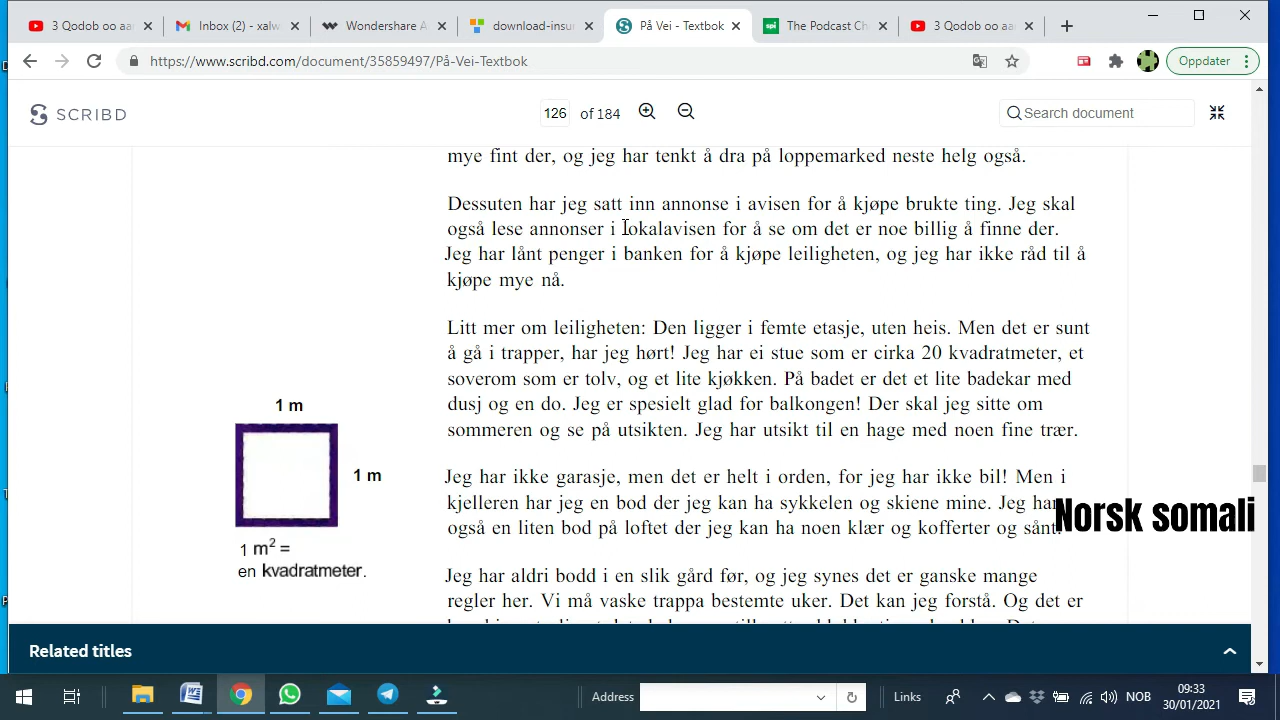 3 Qodob oo aa
Inbox (2) - xalw
Wondershare A
download-insu
På Vei - Textbok
The Podcast Ch
3 Qodob oo aa
https://www.scribd.com/document/35859497/På-Vei-Textbok
Oppdater
SCRIBD
126 of 184
Search document
mye fint der, og jeg har tenkt å dra på loppemarked neste helg også.
Dessuten har jeg satt inn annonse i avisen for å kjøpe brukte ting. Jeg skal
også lese annonser i lokalavisen for å se om det er noe billig å finne der.
Jeg har lånt penger i banken for å kjøpe leiligheten, og jeg har ikke råd til å
kjøpe mye nå.
Litt mer om leiligheten: Den ligger i femte etasje, uten heis. Men det er sunt
å gå i trapper, har jeg hørt! Jeg har ei stue som er cirka 20 kvadratmeter, et
soverom som er tolv, og et lite kjøkken. På badet er det et lite badekar med
dusj og en do. Jeg er spesielt glad for balkongen! Der skal jeg sitte om
sommeren og se på utsikten. Jeg har utsikt til en hage med noen fine trær.
1 m
1 m
1 m² =
en kvadratmeter.
Jeg har ikke garasje, men det er helt i orden, for jeg har ikke bil! Men i
kjelleren har jeg en bod der jeg kan ha sykkelen og skiene mine. Jeg har
også en liten bod på loftet der jeg kan ha noen klær og kofferter og sånt.
Norsk somali
Jeg har aldri bodd i en slik gård før, og jeg synes det er ganske mange
regler her. Vi må vaske trappa bestemte uker. Det kan jeg forstå. Og det er
Related titles
Address
Links
NOB
09:33
30/01/2021